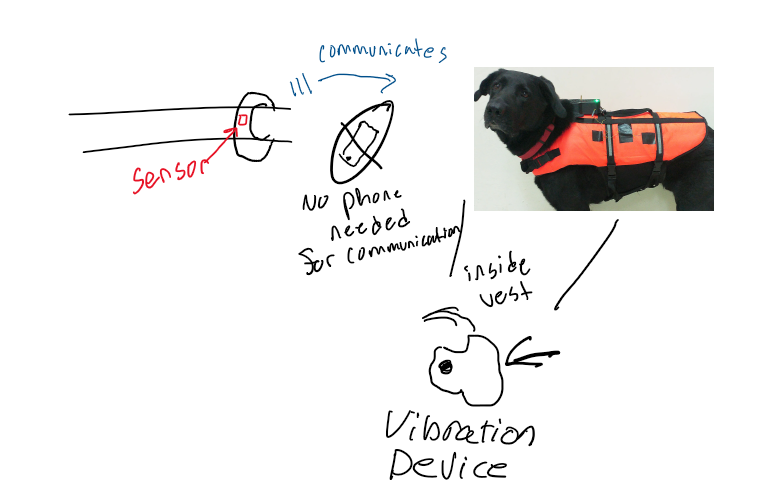 communicates
sensor
No phone
needed
for communication
inside
vest
Vibration
Device